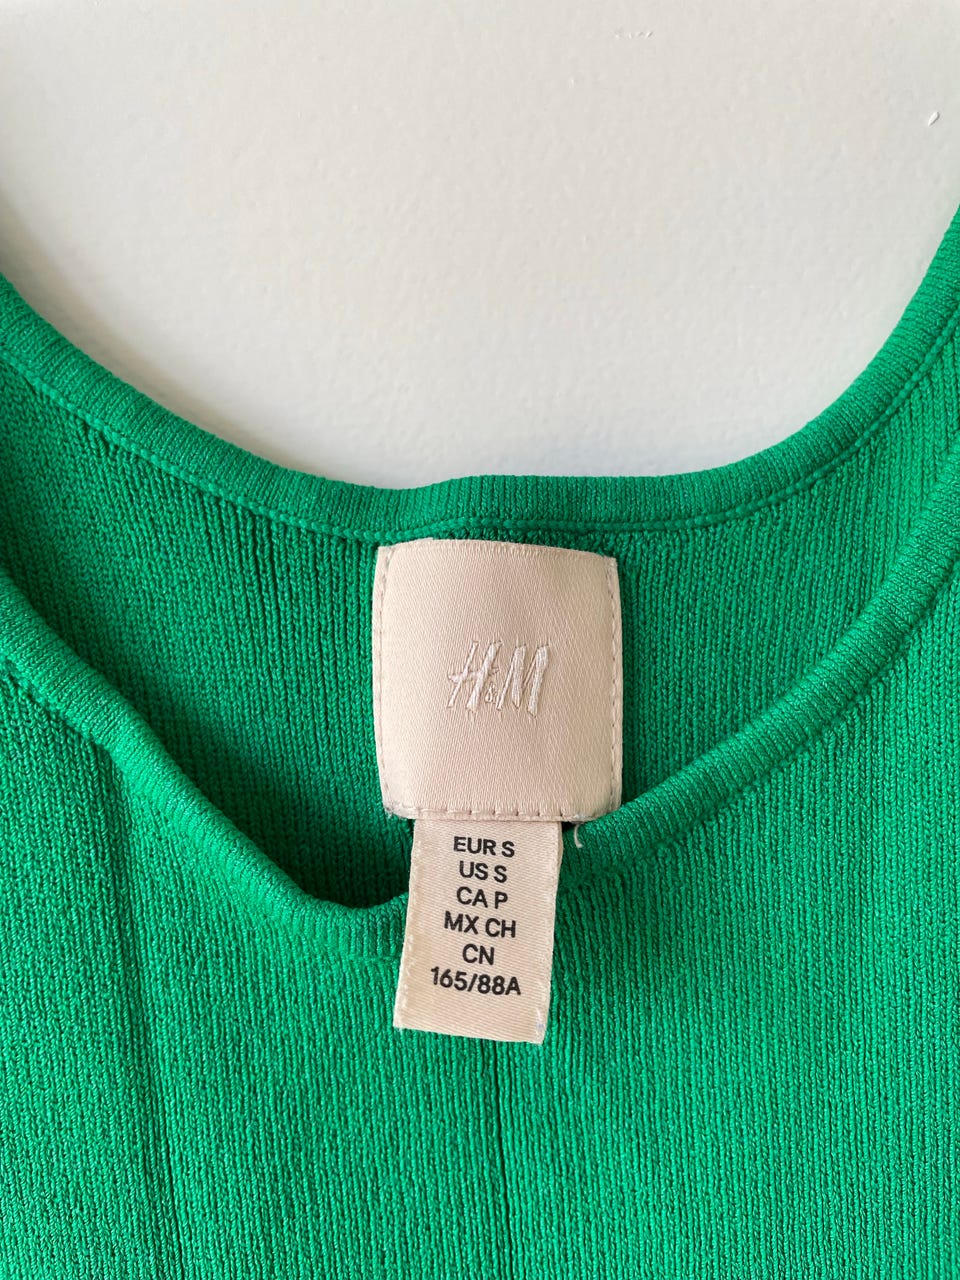 H&M
EUR S
US S
CA P
MX CH
CN
165/88A